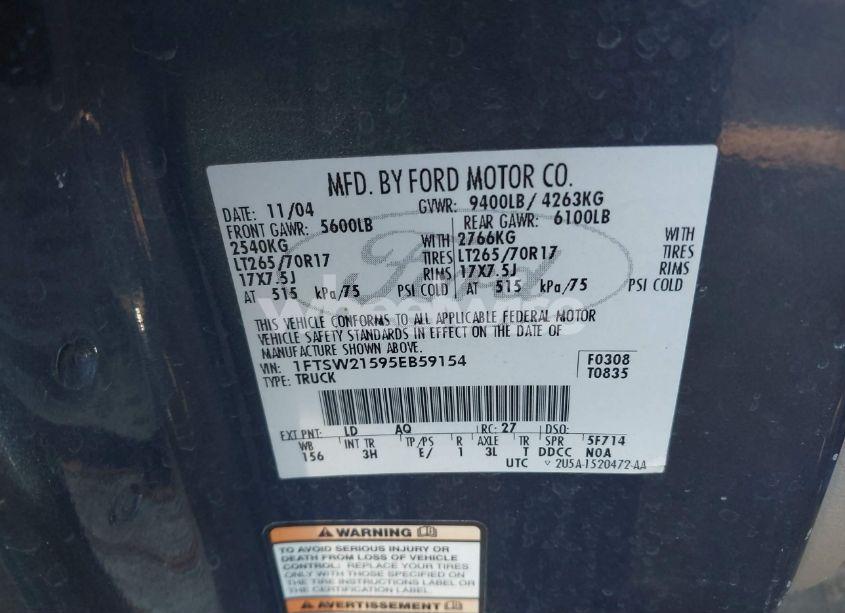 MFD. BY FORD MOTOR CO.
DATE: 11/04 GVWR: 9400LB/ 4263KG
FRONT GAWR: 5600LB REAR GAWR: 6100LB
2540KG WITH 2766KG WITH
LT265/70R17 TIRES LT265/70R17 TIRES
17X7.5J RIMS 17X7.5J RIMS
AT 515 kPa/75 PSI COLD AT 515 kPa/75 PSI COLD
THIS VEHICLE CONFORMS TO ALL APPLICABLE FEDERAL MOTOR
VEHICLE SAFETY STANDARDS IN EFFECT ON THE DATE OF
MANUFACTURE SHOWN ABOVE.
VIN: 1FTSW21595EB59154
TYPE: TRUCK
F0308
T0835
EXT PNT: LD AQ RC: 27 DSO:
WB INT TR TP/PS R AXLE TR SPR 5F714
156 3H E/ 1 3L T DDCC N0A
UTC v 2U5A-1520472-AA
WARNING
TO AVOID SERIOUS INJURY OR
DEATH FROM LOSS OF VEHICLE
CONTROL: REPLACE YOUR TIRES
ONLY WITH THOSE SPECIFIED ON
THE TIRE INSTRUCTIONS LABEL OR
THE CERTIFICATION LABEL.
AVERTISSEMENT